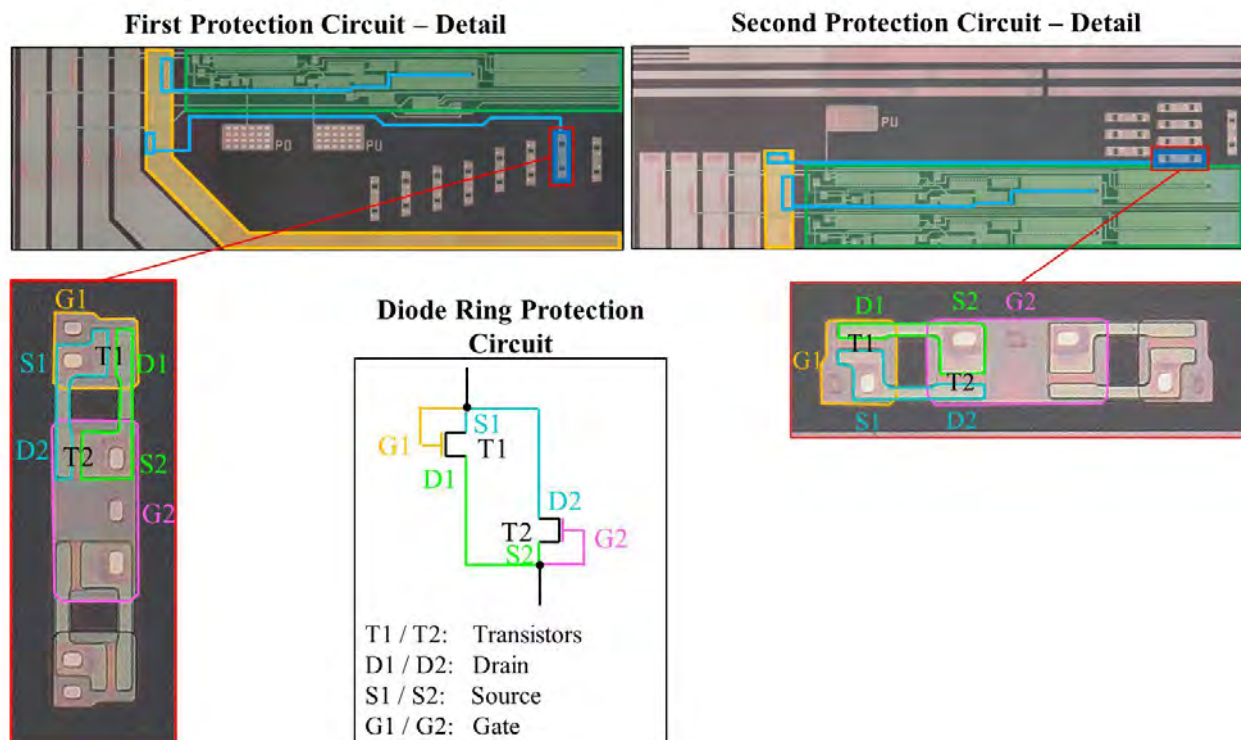 First Protection Circuit – Detail
Second Protection Circuit – Detail
PD
PU
PU
G1
S1
T1
D1
D2
T2
S2
G2
Diode Ring Protection
Circuit
S1
G1
T1
D1
D2
T2
G2
S2
T1 / T2: Transistors
D1 / D2: Drain
S1 / S2: Source
G1 / G2: Gate
D1
S2
G2
G1
T1
T2
S1
D2